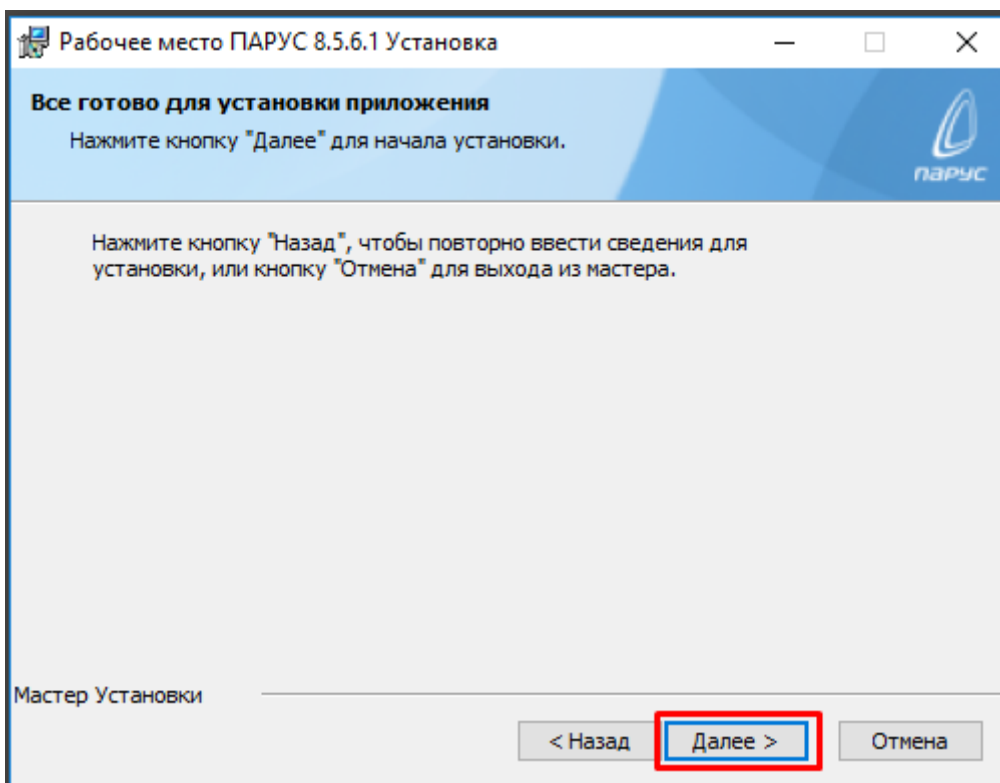 Рабочее место ПАРУС 8.5.6.1 Установка
Все готово для установки приложения
Нажмите кнопку "Далее" для начала установки.
парус
Нажмите кнопку "Назад", чтобы повторно ввести сведения для
установки, или кнопку "Отмена" для выхода из мастера.
Мастер Установки
< Назад
Далее >
Отмена